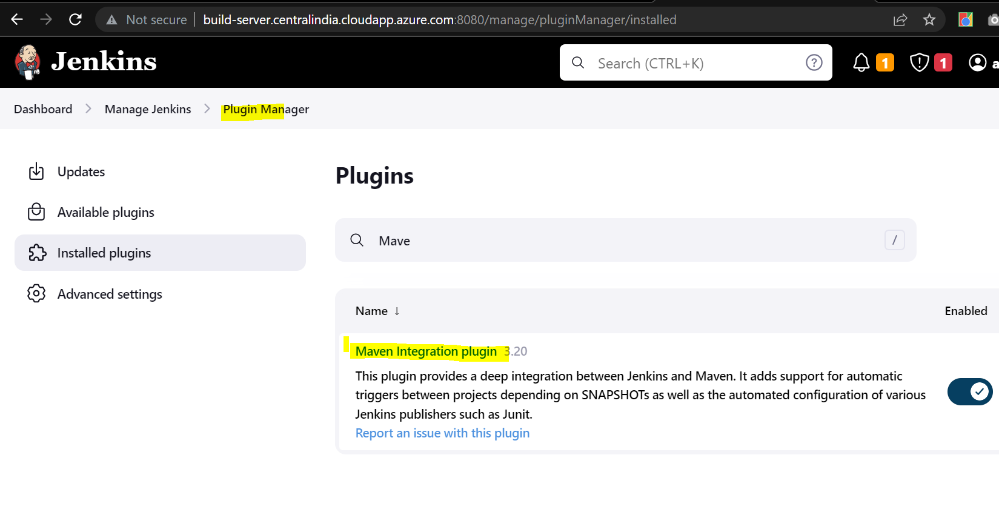 Not secure build-server.centralindia.cloudapp.azure.com:8080/manage/pluginManager/installed
Jenkins
Search (CTRL+K) ?
1 1 a
Dashboard Manage Jenkins Plugin Manager
Updates
Available plugins
Installed plugins
Advanced settings
Plugins
Mave /
Name ↓ Enabled
Maven Integration plugin 3.20
This plugin provides a deep integration between Jenkins and Maven. It adds support for automatic
triggers between projects depending on SNAPSHOTs as well as the automated configuration of various
Jenkins publishers such as Junit.
Report an issue with this plugin